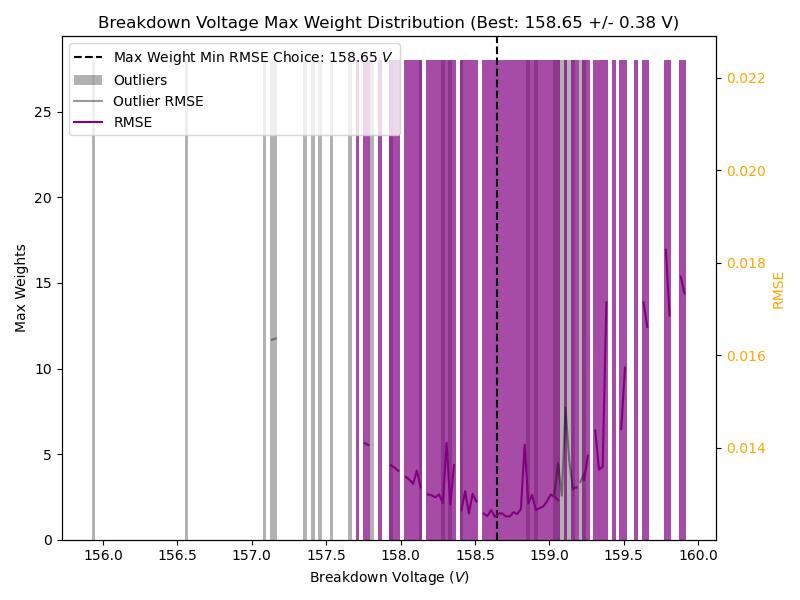 Breakdown Voltage Max Weight Distribution (Best: 158.65 +/- 0.38 V)
Max Weight Min RMSE Choice: 158.65 V
Outliers
Outlier RMSE
RMSE
Max Weights
25
20
15
10
5
0
0.022
0.020
0.018
0.016
0.014
RMSE
156.0 156.5 157.0 157.5 158.0 158.5 159.0 159.5 160.0
Breakdown Voltage (V)